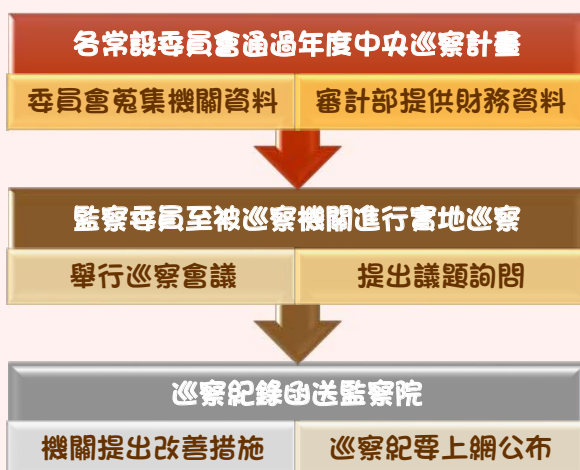 各常設委員會通過年度中央巡察計畫
委員會蒐集機關資料
審計部提供財務資料
監察委員至被巡察機關進行實地巡察
舉行巡察會議
提出議題詢問
巡察紀錄函送監察院
機關提出改善措施
巡察紀要上網公布